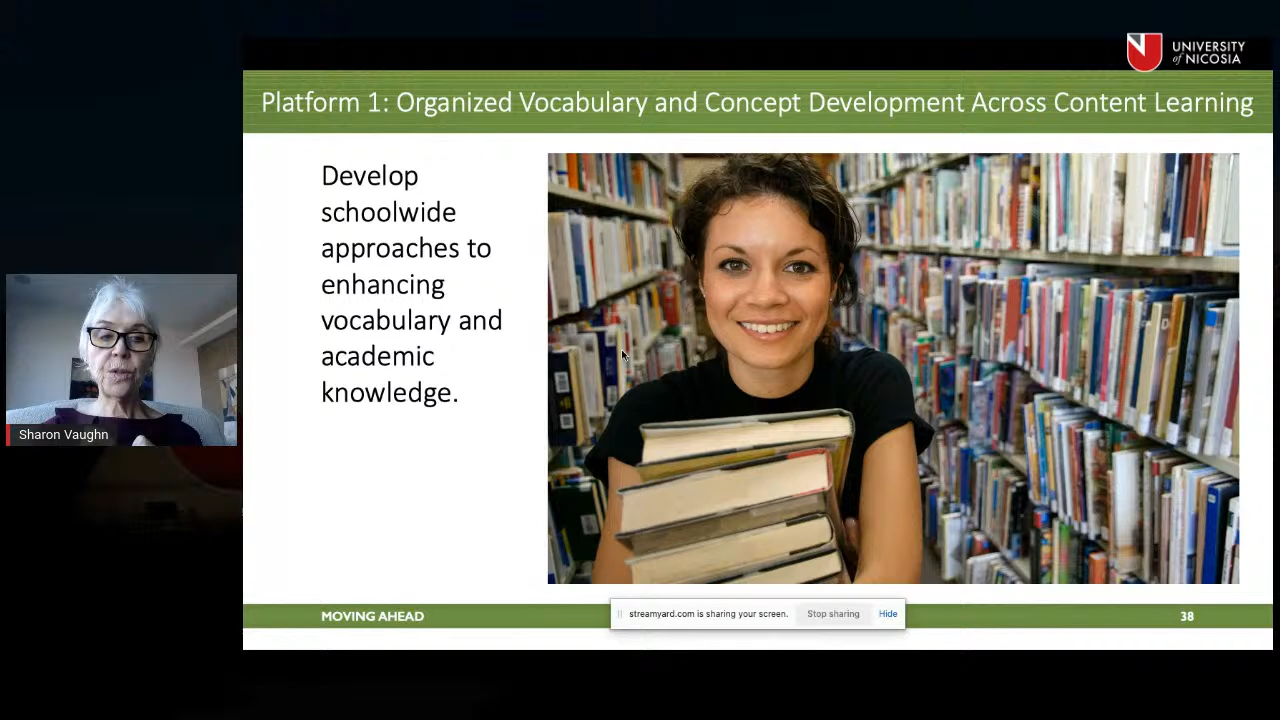 UNIVERSITY
of NICOSIA
Platform 1: Organized Vocabulary and Concept Development Across Content Learning
Develop
schoolwide
approaches to
enhancing
vocabulary and
academic
knowledge.
Sharon Vaughn
streamyard.com is sharing your screen. Stop sharing Hide
MOVING AHEAD
38